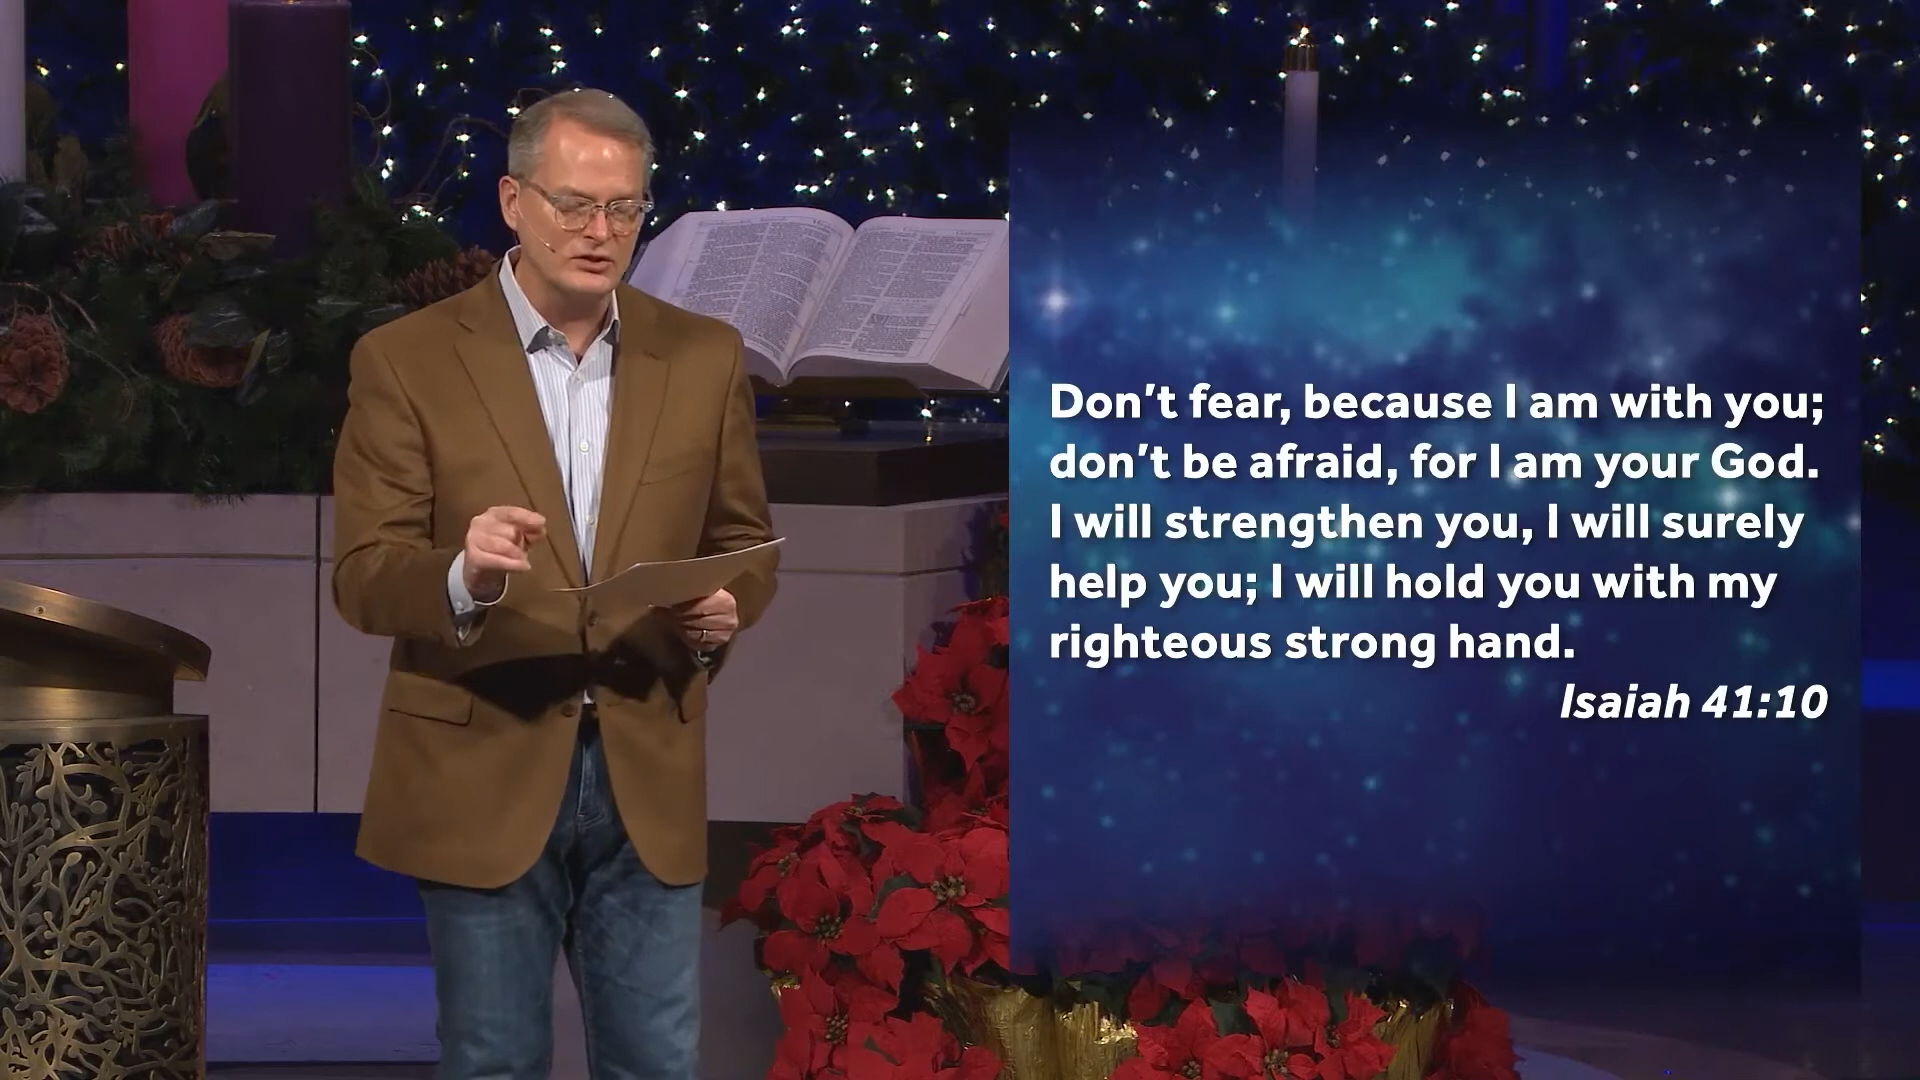 Don't fear, because I am with you;
don't be afraid, for I am your God.
I will strengthen you, I will surely
help you; I will hold you with my
righteous strong hand.
Isaiah 41:10